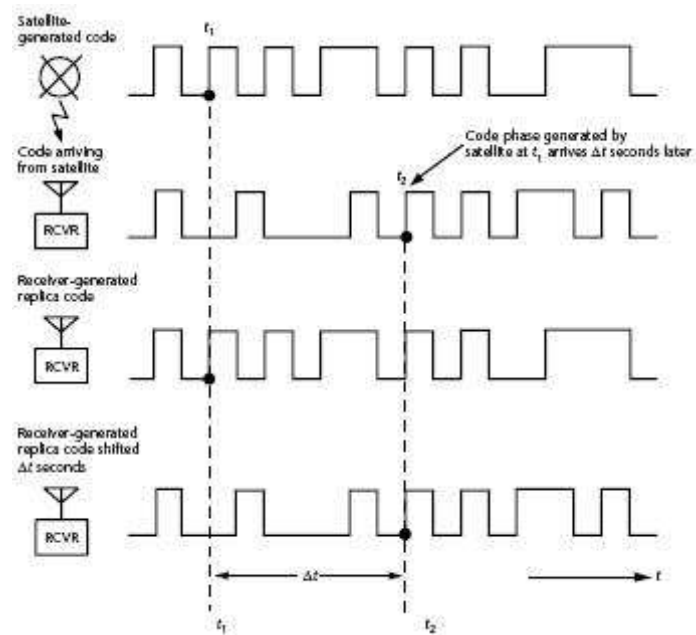 Satellite-
generated code
t₁
Code phase generated by
satellite at t₁ arrives Δt seconds later
Code arriving
from satellite
t₂
RCVR
Receiver-generated
replica code
RCVR
Receiver-generated
replica code shifted
Δt seconds
RCVR
Δt
t
t₁
t₂